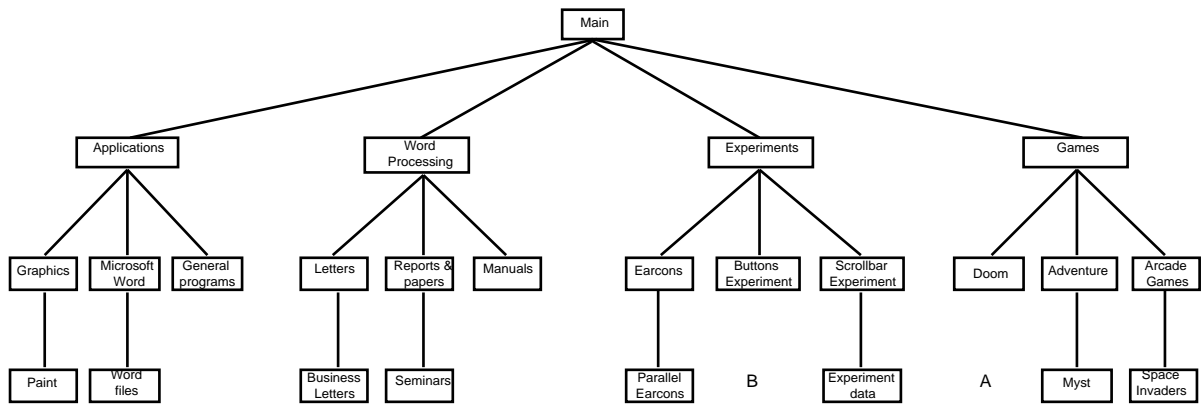 Main
Applications
Word
Processing
Experiments
Games
Graphics
Microsoft
Word
General
programs
Letters
Reports &
papers
Manuals
Earcons
Buttons
Experiment
Scrollbar
Experiment
Doom
Adventure
Arcade
Games
Paint
Word
files
Business
Letters
Seminars
Parallel
Earcons
B
Experiment
data
A
Myst
Space
Invaders